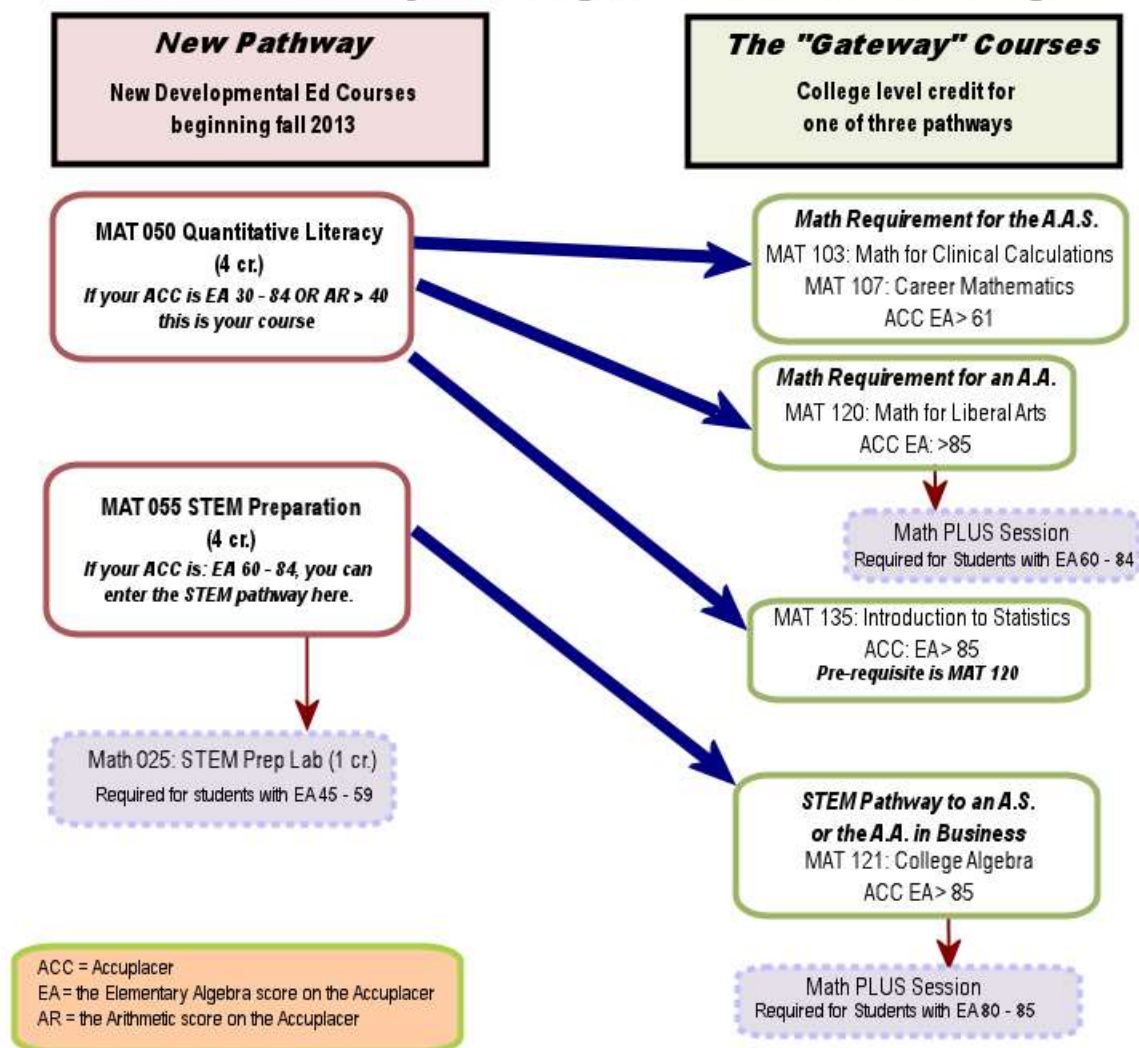 New Pathway
New Developmental Ed Courses
beginning fall 2013
The "Gateway" Courses
College level credit for
one of three pathways
MAT 050 Quantitative Literacy
(4 cr.)
If your ACC is EA 30 - 84 OR AR > 40
this is your course
Math Requirement for the A.A.S.
MAT 103: Math for Clinical Calculations
MAT 107: Career Mathematics
ACC EA> 61
Math Requirement for an A.A.
MAT 120: Math for Liberal Arts
ACC EA: >85
Math PLUS Session
Required for Students with EA 60 - 84
MAT 055 STEM Preparation
(4 cr.)
If your ACC is: EA 60 - 84, you can
enter the STEM pathway here.
Math 025: STEM Prep Lab (1 cr.)
Required for students with EA 45 - 59
MAT 135: Introduction to Statistics
ACC: EA> 85
Pre-requisite is MAT 120
STEM Pathway to an A.S.
or the A.A. in Business
MAT 121: College Algebra
ACC EA> 85
Math PLUS Session
Required for Students with EA 80 - 85
ACC = Accuplacer
EA = the Elementary Algebra score on the Accuplacer
AR = the Arithmetic score on the Accuplacer